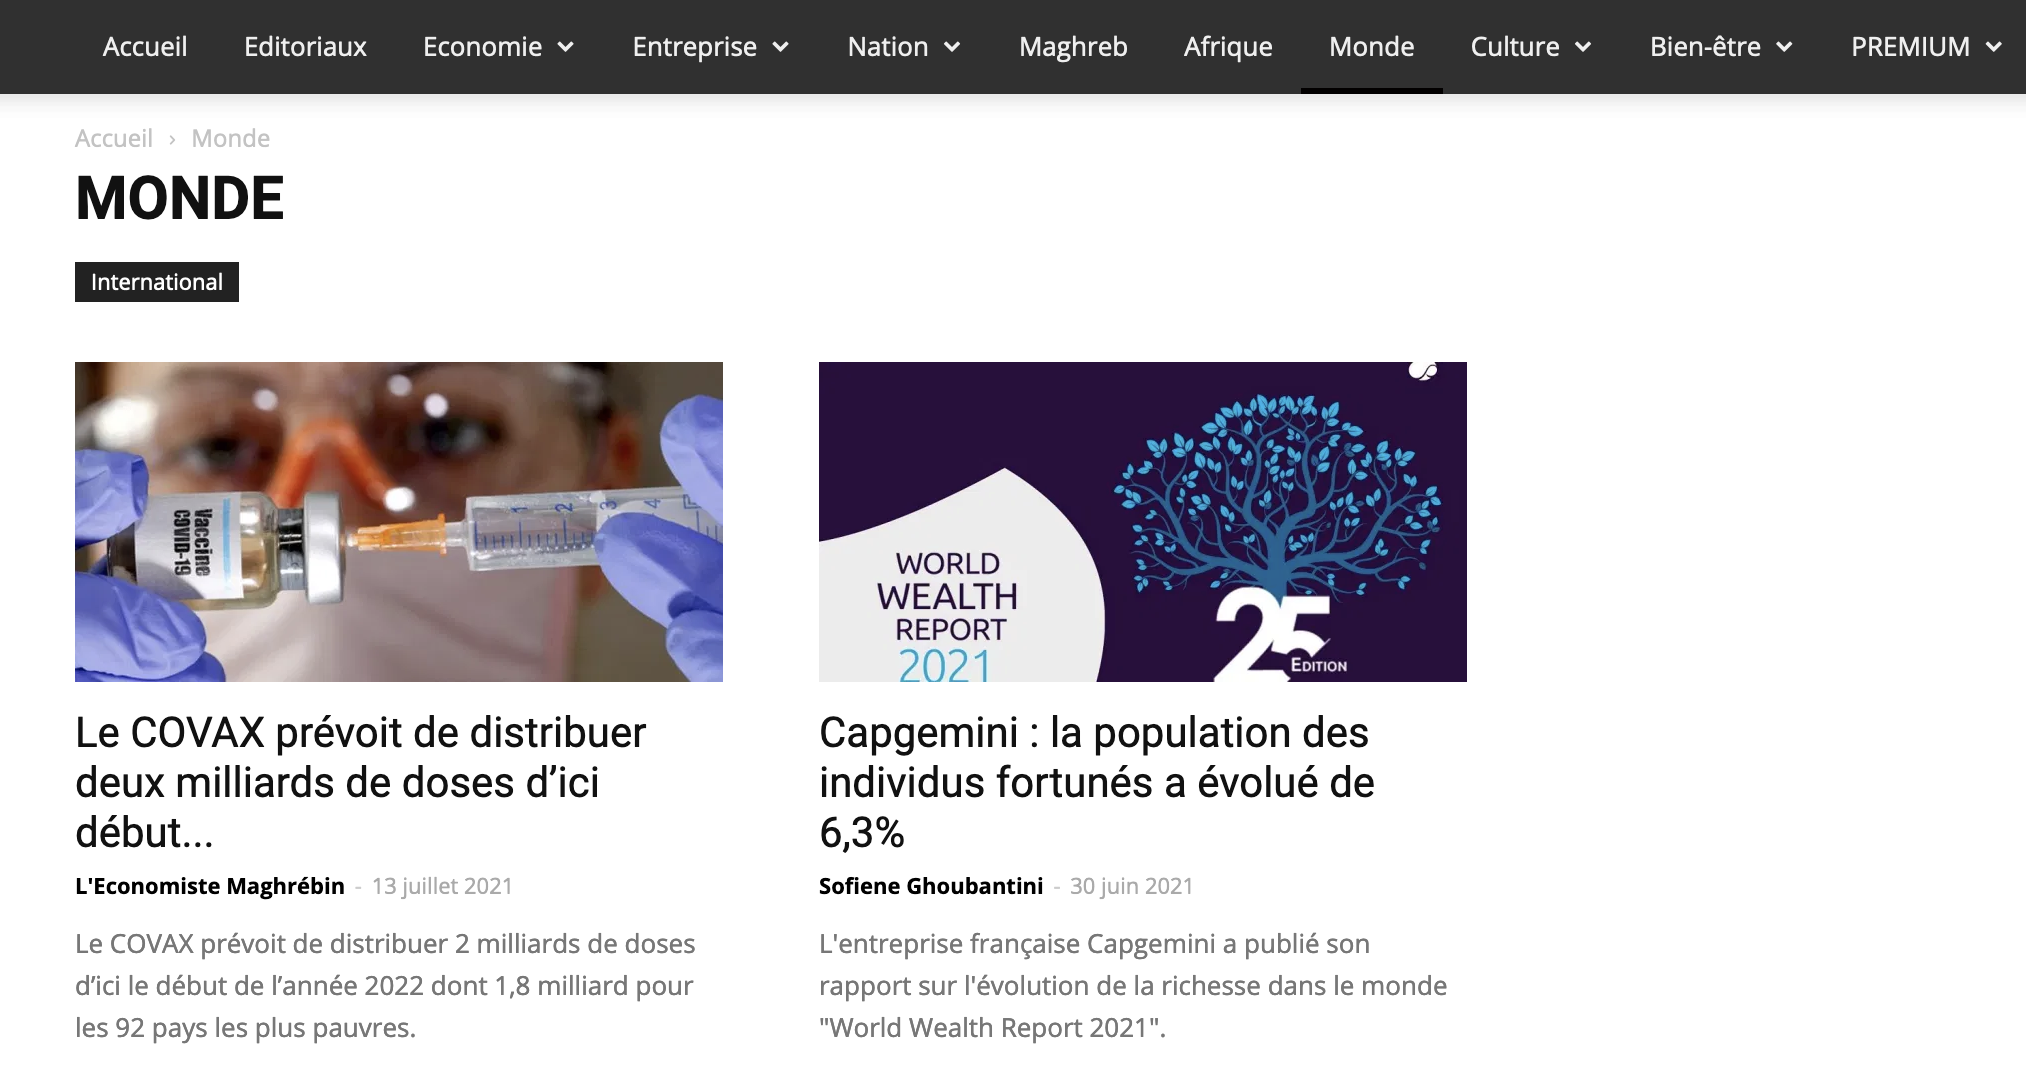 Accueil Editoriaux Economie Entreprise Nation Maghreb Afrique Monde Culture Bien-être PREMIUM
Accueil › Monde
MONDE
International
Vaccine
COVID-19
1 2 3 4
Le COVAX prévoit de distribuer
deux milliards de doses d’ici
début...
L'Economiste Maghrébin - 13 juillet 2021
Le COVAX prévoit de distribuer 2 milliards de doses
d’ici le début de l’année 2022 dont 1,8 milliard pour
les 92 pays les plus pauvres.
WORLD
WEALTH
REPORT
2021
25
EDITION
Capgemini : la population des
individus fortunés a évolué de
6,3%
Sofiene Ghoubantini - 30 juin 2021
L'entreprise française Capgemini a publié son
rapport sur l'évolution de la richesse dans le monde
"World Wealth Report 2021".